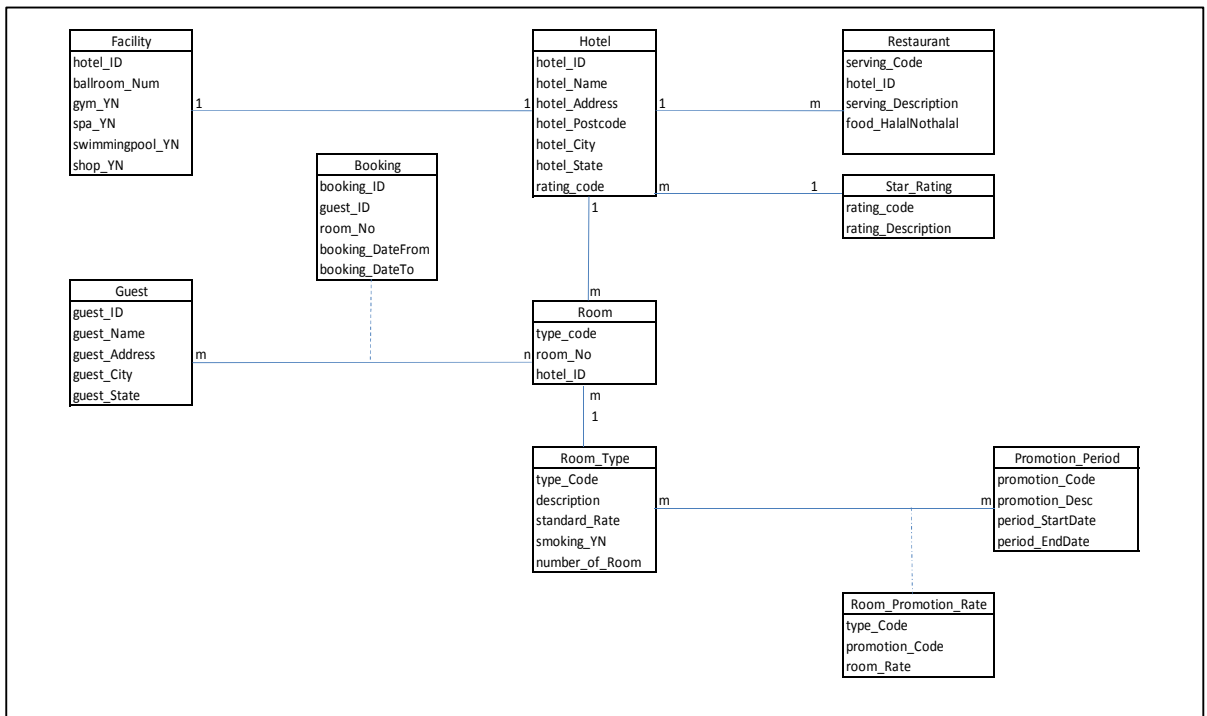 Facility
hotel_ID
ballroom_Num
gym_YN
spa_YN
swimmingpool_YN
shop_YN
1
1
Hotel
hotel_ID
hotel_Name
hotel_Address
hotel_Postcode
hotel_City
hotel_State
rating_code
1
m
Restaurant
serving_Code
hotel_ID
serving_Description
food_HalalNothalal
m
1
Star_Rating
rating_code
rating_Description
Booking
booking_ID
guest_ID
room_No
booking_DateFrom
booking_DateTo
1
m
Guest
guest_ID
guest_Name
guest_Address
guest_City
guest_State
m
n
Room
type_code
room_No
hotel_ID
m
1
Room_Type
type_Code
description
standard_Rate
smoking_YN
number_of_Room
m
m
Promotion_Period
promotion_Code
promotion_Desc
period_StartDate
period_EndDate
Room_Promotion_Rate
type_Code
promotion_Code
room_Rate